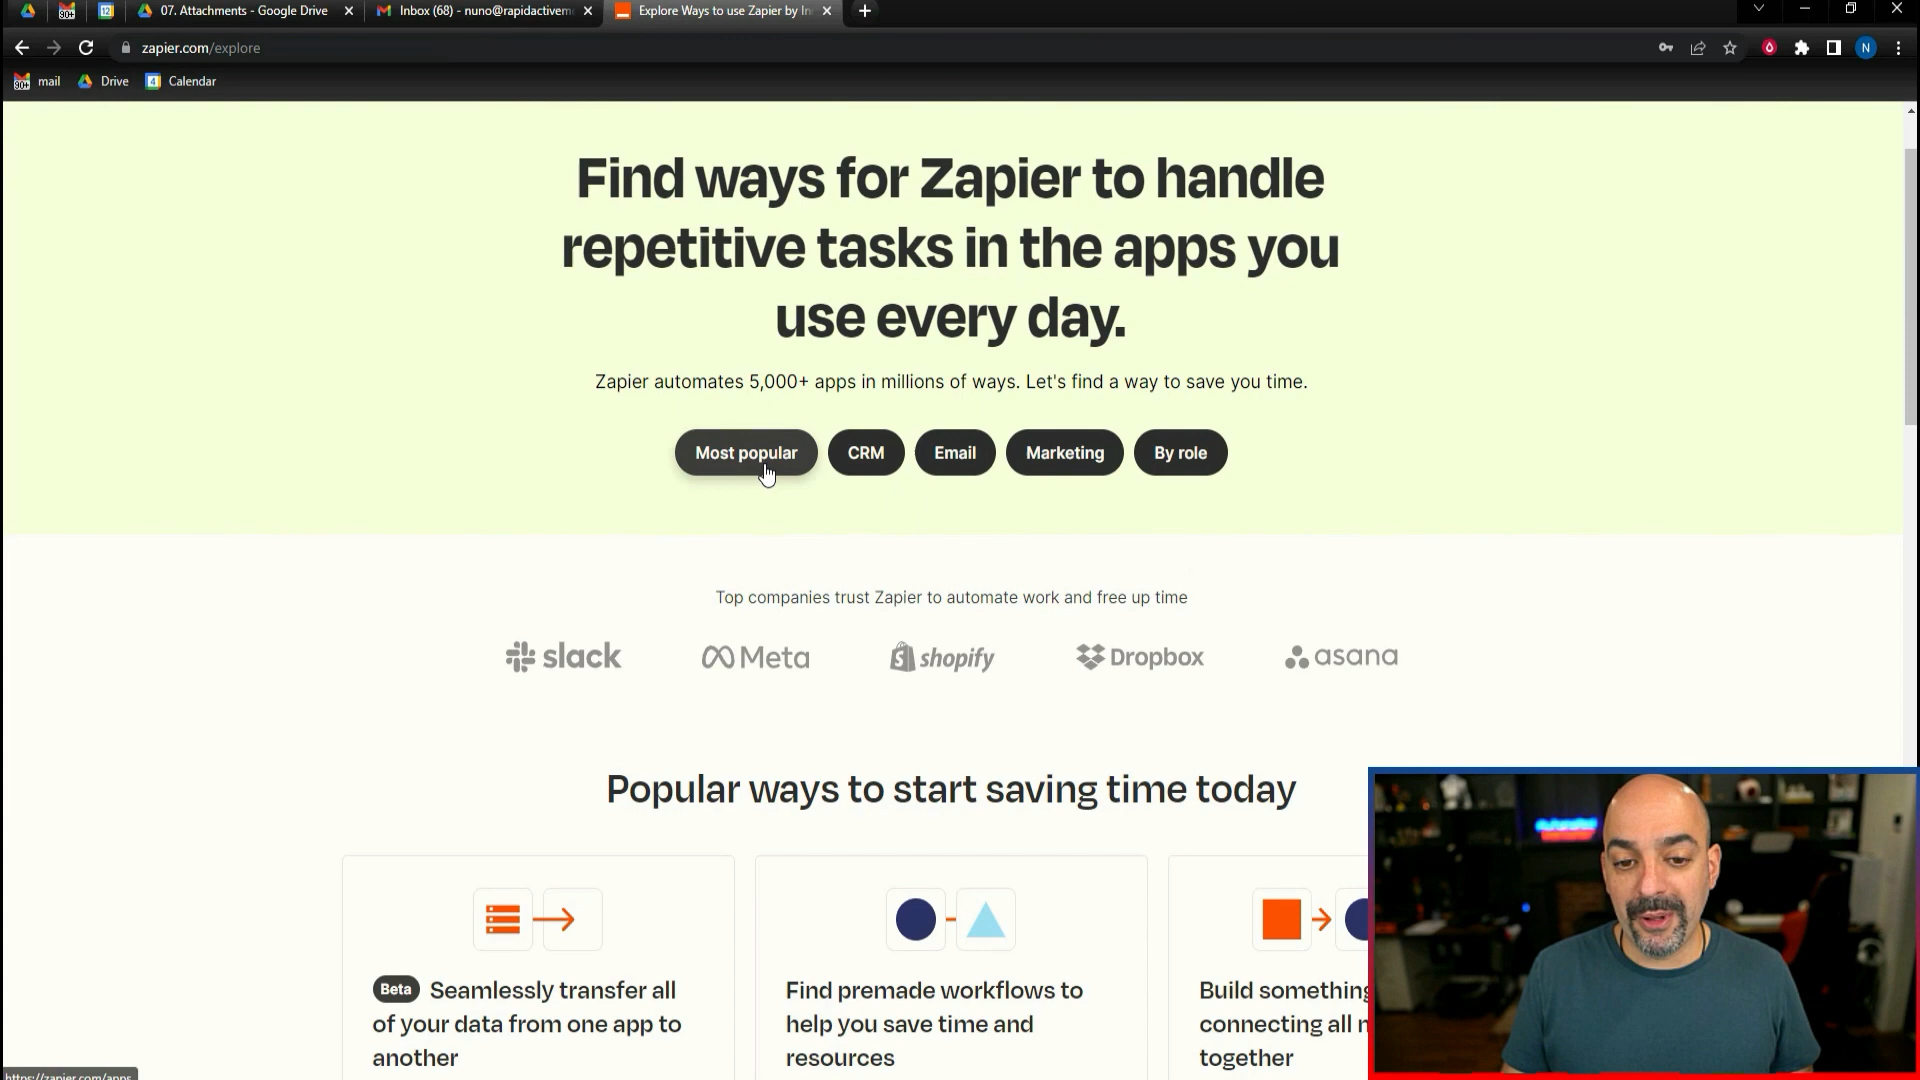 07. Attachments - Google Drive
Inbox (68) - nuno@rapidactivem
Explore Ways to use Zapier by In
zapier.com/explore
N
90+ mail
Drive
4 Calendar
Find ways for Zapier to handle
repetitive tasks in the apps you
use every day.
Zapier automates 5,000+ apps in millions of ways. Let's find a way to save you time.
Most popular
CRM
Email
Marketing
By role
Top companies trust Zapier to automate work and free up time
slack
Meta
shopify
Dropbox
asana
Popular ways to start saving time today
Beta Seamlessly transfer all
of your data from one app to
another
Find premade workflows to
help you save time and
resources
Build something
connecting all
together
https://zapier.com/apps